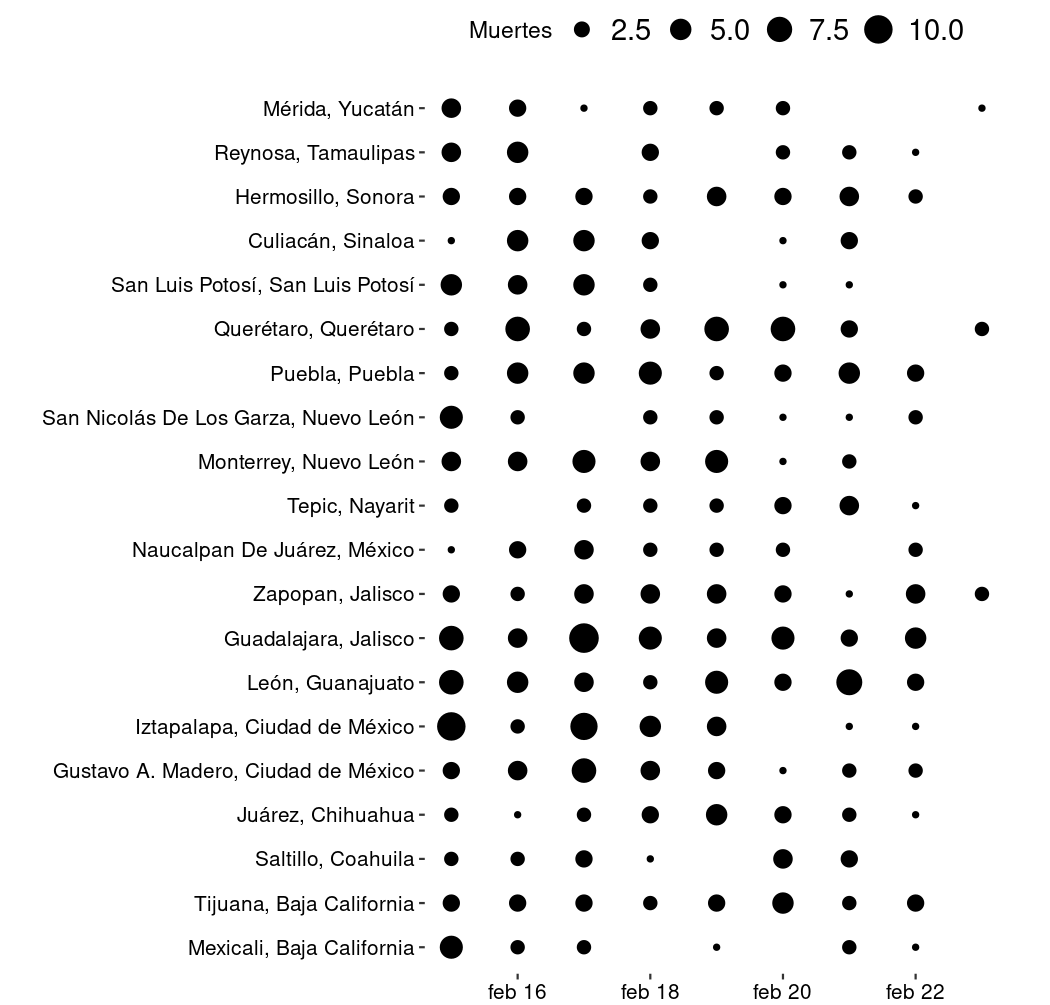 Muertes 2.5 5.0 7.5 10.0
Mérida, Yucatán
Reynosa, Tamaulipas
Hermosillo, Sonora
Culiacán, Sinaloa
San Luis Potosí, San Luis Potosí
Querétaro, Querétaro
Puebla, Puebla
San Nicolás De Los Garza, Nuevo León
Monterrey, Nuevo León
Tepic, Nayarit
Naucalpan De Juárez, México
Zapopan, Jalisco
Guadalajara, Jalisco
León, Guanajuato
Iztapalapa, Ciudad de México
Gustavo A. Madero, Ciudad de México
Juárez, Chihuahua
Saltillo, Coahuila
Tijuana, Baja California
Mexicali, Baja California
feb 16 feb 18 feb 20 feb 22